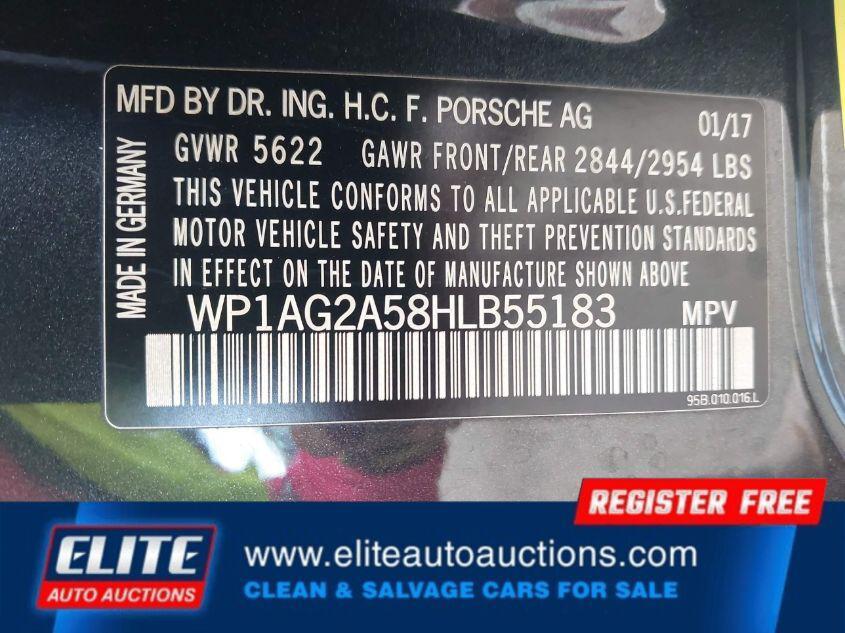 MFD BY DR. ING. H.C. F. PORSCHE AG 01/17
GVWR 5622 GAWR FRONT/REAR 2844/2954 LBS
THIS VEHICLE CONFORMS TO ALL APPLICABLE U.S.FEDERAL
MOTOR VEHICLE SAFETY AND THEFT PREVENTION STANDARDS
IN EFFECT ON THE DATE OF MANUFACTURE SHOWN ABOVE
WP1AG2A58HLB55183 MPV
95B.010.016.L
MADE IN GERMANY
REGISTER FREE
ELITE
AUTO AUCTIONS
www.eliteautoauctions.com
CLEAN & SALVAGE CARS FOR SALE